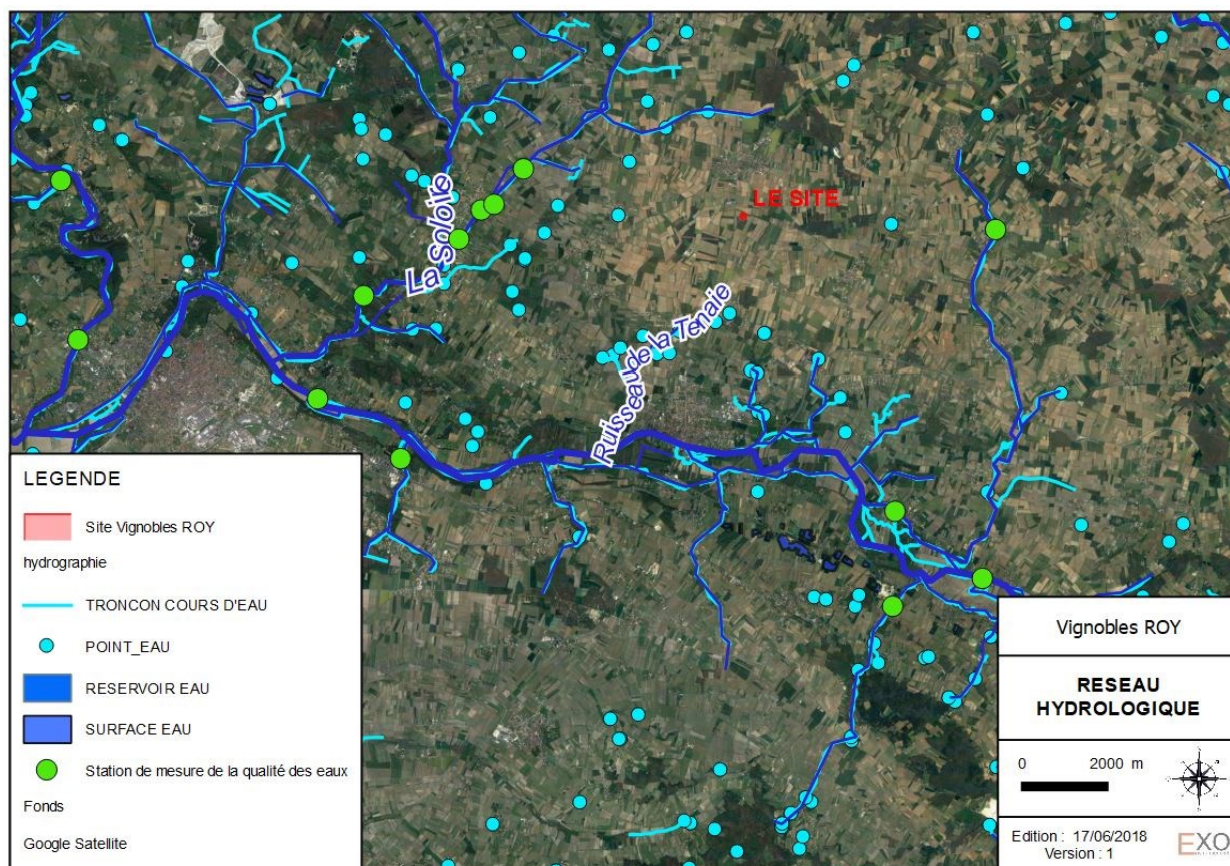 La Soloire
LE SITE
Ruisseau de la Tenaie
LEGENDE
Site Vignobles ROY
hydrographie
TRONCON COURS D'EAU
POINT_EAU
RESERVOIR EAU
SURFACE EAU
Station de mesure de la qualité des eaux
Fonds
Google Satellite
Vignobles ROY
RESEAU
HYDROLOGIQUE
0 2000 m
Edition : 17/06/2018
Version : 1
EXO